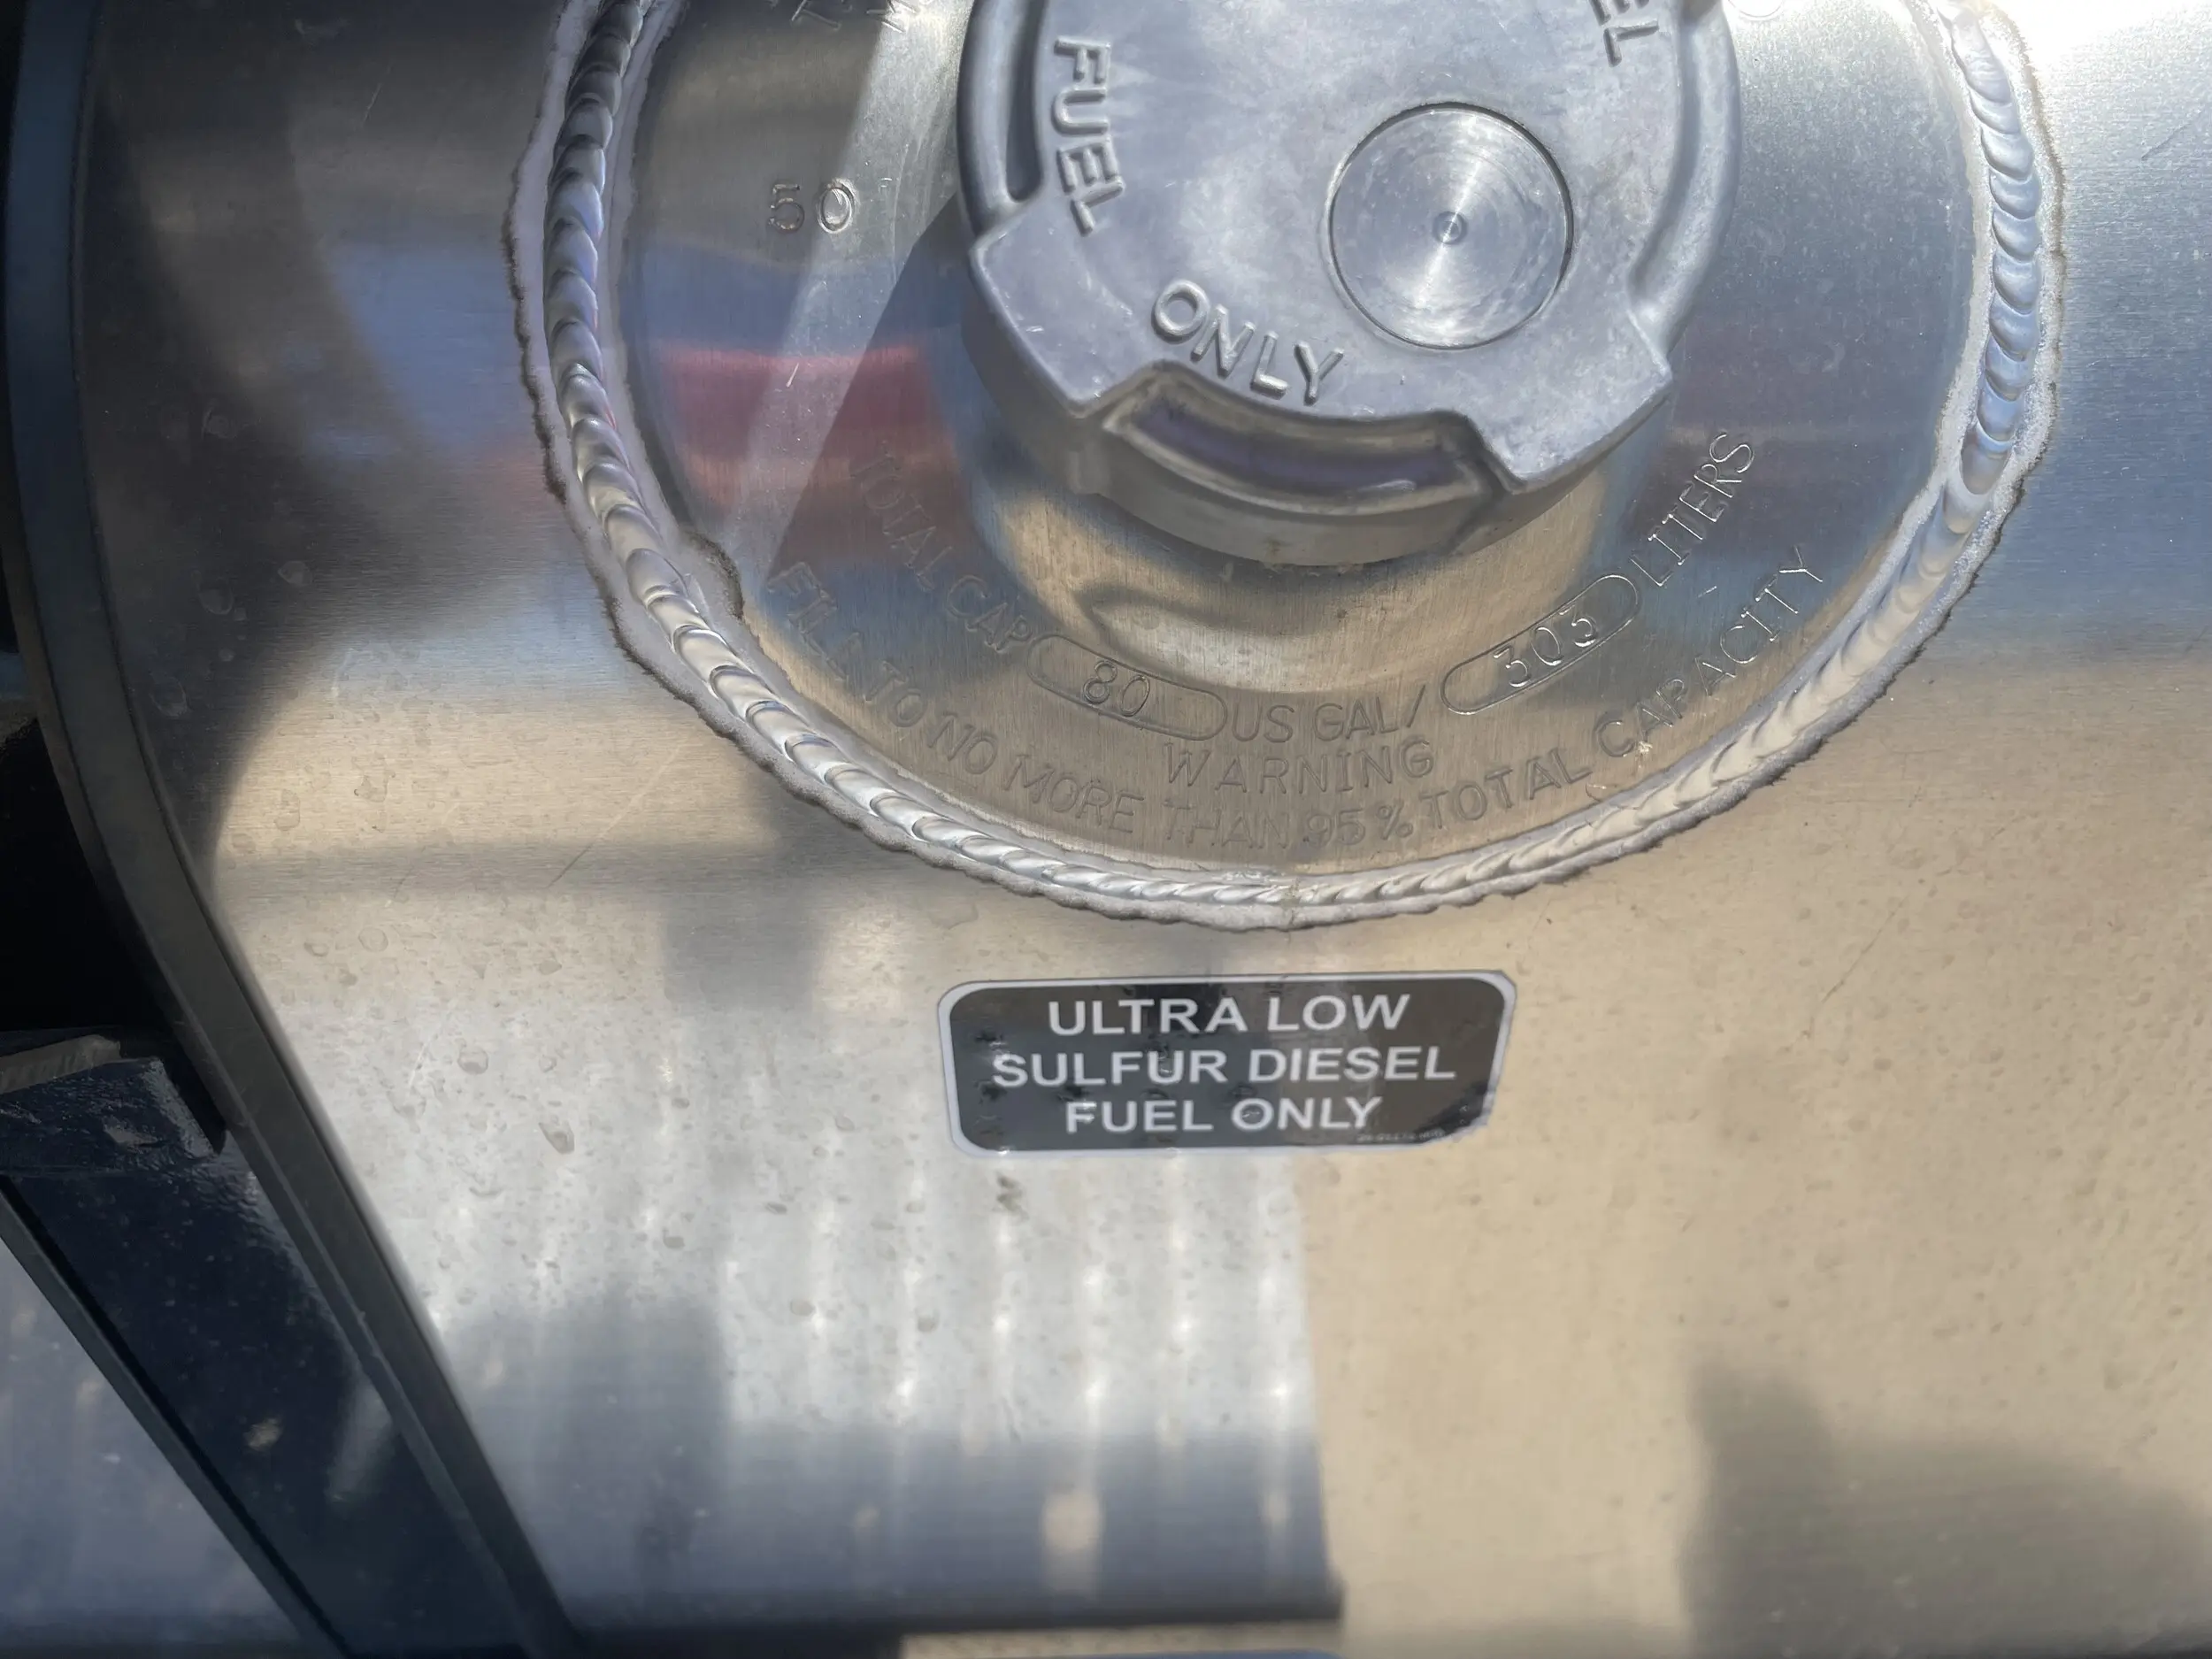 FUEL
ONLY
50
TOTAL CAP 80 US GAL/ 303 LITERS
WARNING
FILL TO NO MORE THAN 95% TOTAL CAPACITY
ULTRA LOW
SULFUR DIESEL
FUEL ONLY